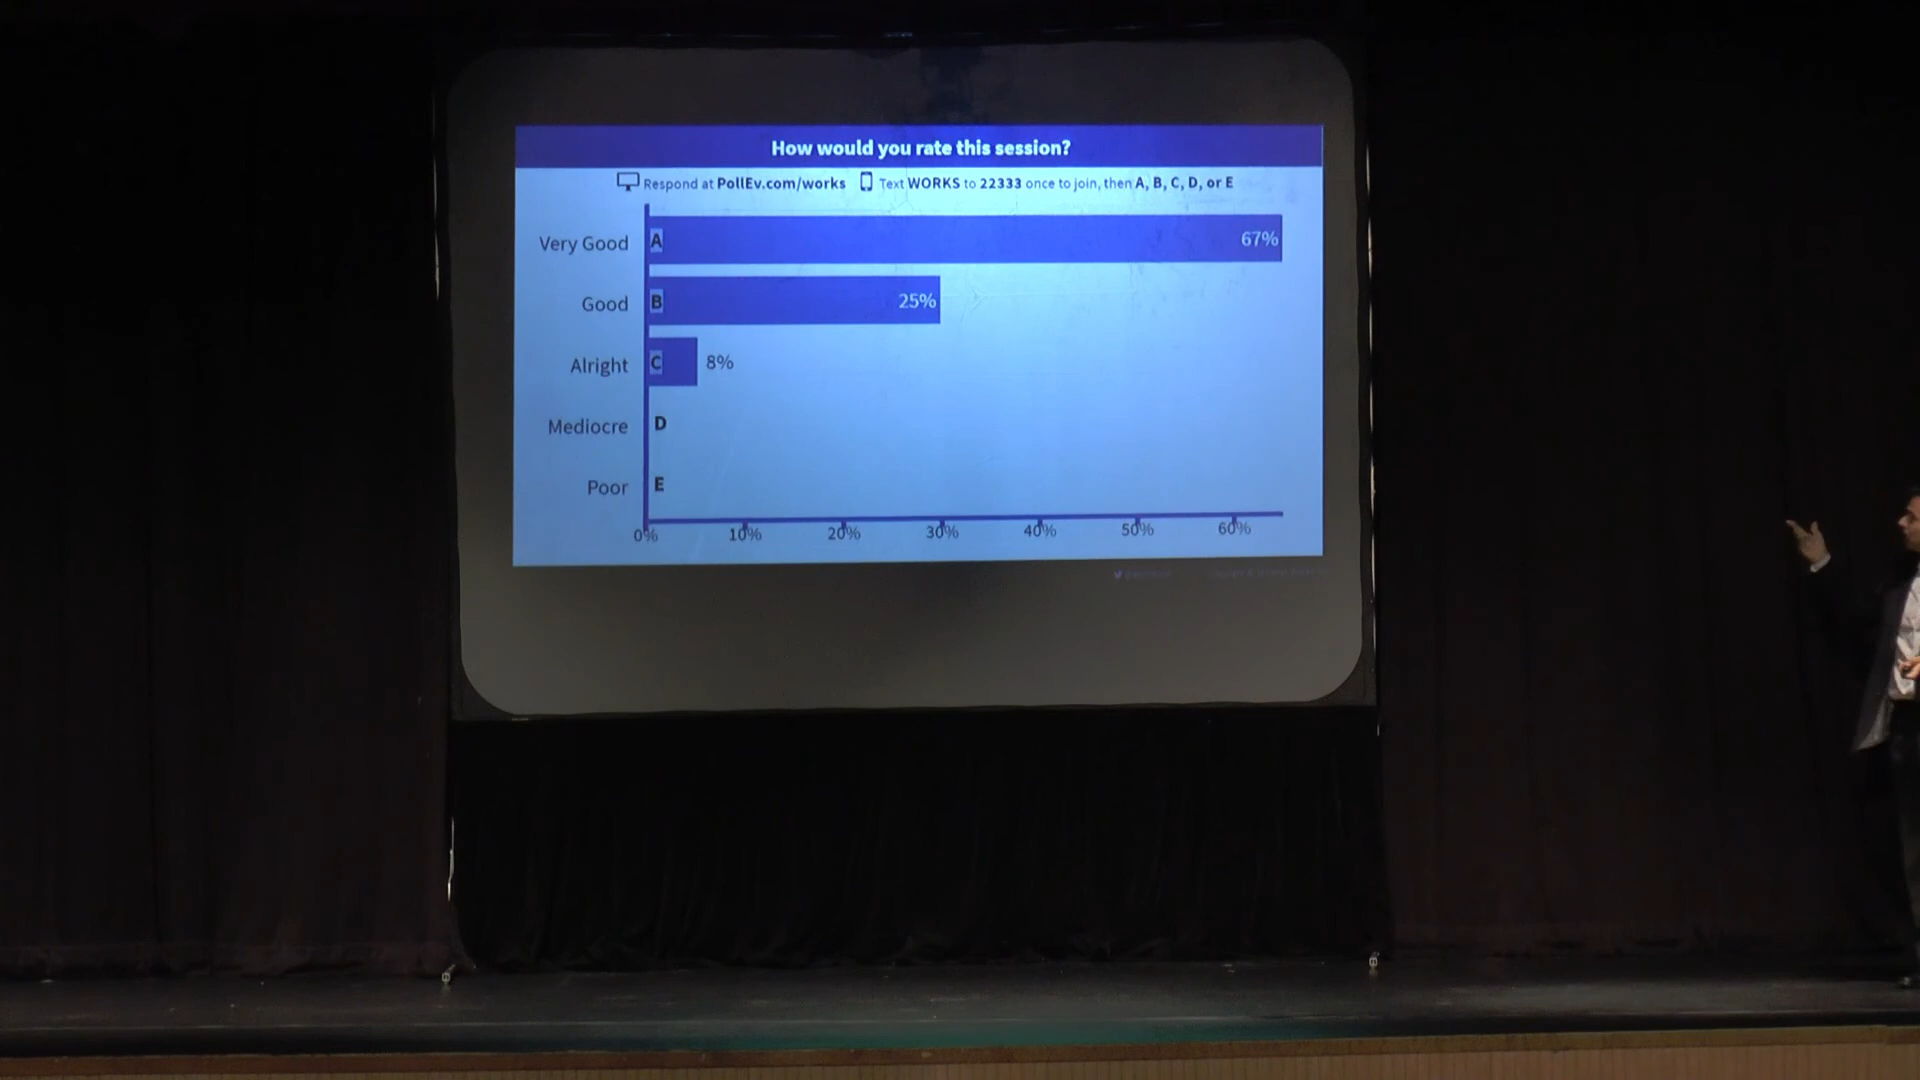 How would you rate this session?
Respond at PollEv.com/works Text WORKS to 22333 once to join, then A, B, C, D, or E
Very Good A 67%
Good B 25%
Alright C 8%
Mediocre D
Poor E
0% 10% 20% 30% 40% 50% 60%